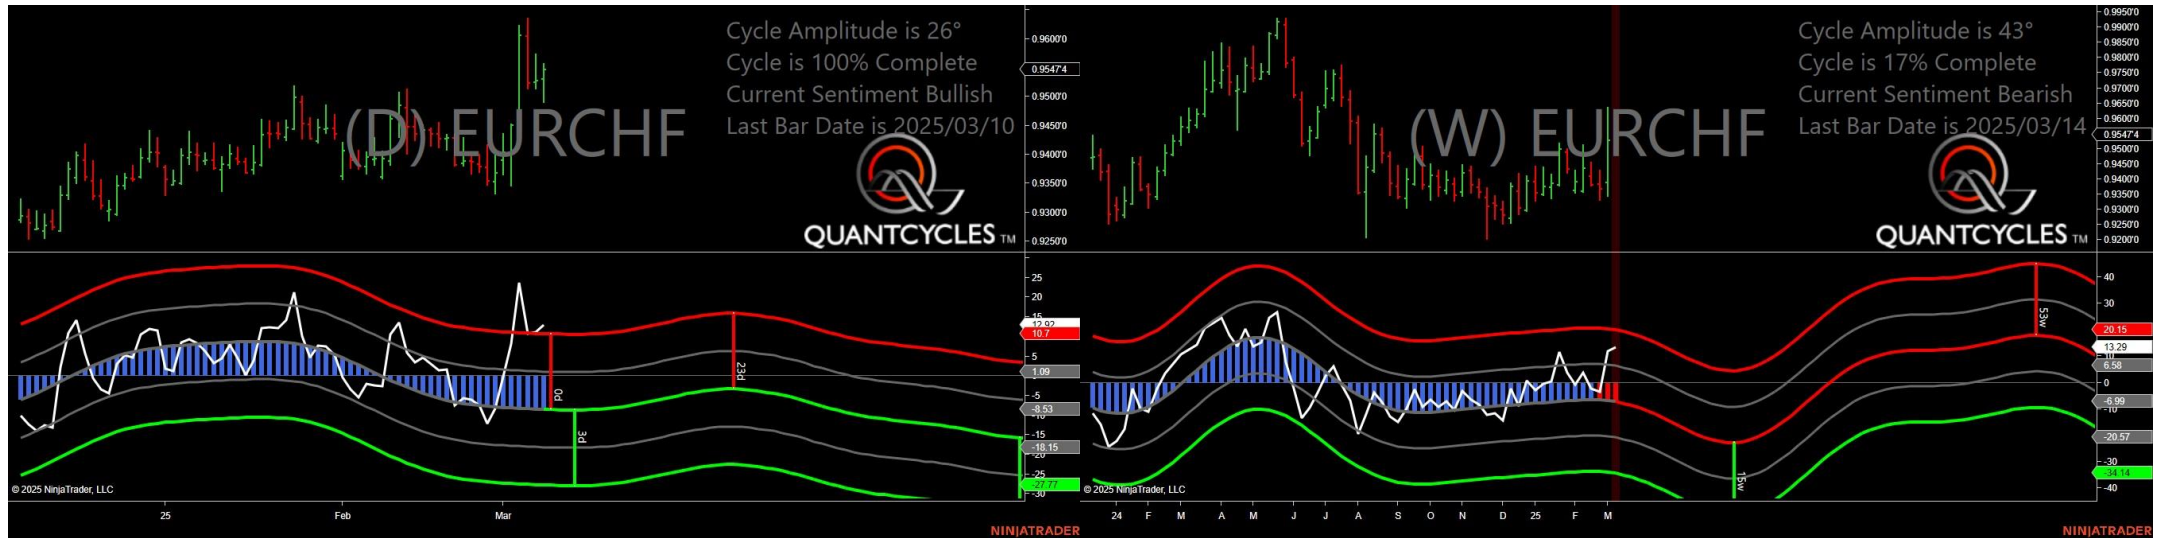 Cycle Amplitude is 26°
Cycle is 100% Complete
Current Sentiment Bullish
Last Bar Date is 2025/03/10
(D) EURCHF
QUANTCYCLES TM
0.9600'0
0.9547'4
0.9500'0
0.9450'0
0.9400'0
0.9350'0
0.9300'0
0.9250'0
25
20
15
12.92
10.7
5
1.09
-5
-8.53
-15
-18.15
-20
-25
-27.77
-30
0d
3d
23d
© 2025 NinjaTrader, LLC
25
Feb
Mar
NINJATRADER
Cycle Amplitude is 43°
Cycle is 17% Complete
Current Sentiment Bearish
Last Bar Date is 2025/03/14
(W) EURCHF
QUANTCYCLES TM
0.9950'0
0.9900'0
0.9850'0
0.9800'0
0.9750'0
0.9700'0
0.9650'0
0.9600'0
0.9547'4
0.9500'0
0.9450'0
0.9400'0
0.9350'0
0.9300'0
0.9250'0
0.9200'0
40
30
20.15
13.29
10
6.58
0
-6.99
-10
-20.57
-30
-34.14
-40
15w
53w
© 2025 NinjaTrader, LLC
24 F M A M J J A S O N D 25 F M
NINJATRADER